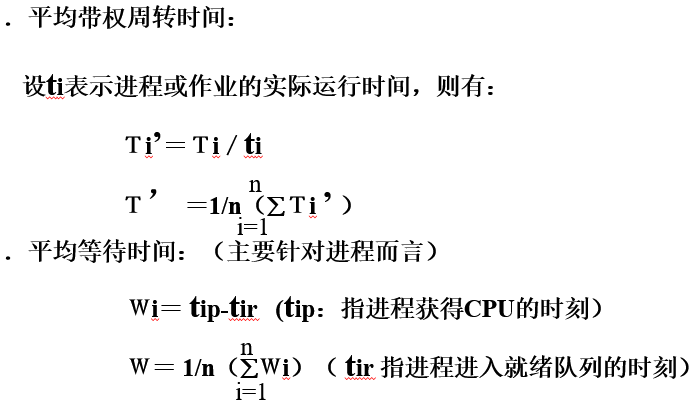 ．平均带权周转时间：
设ti表示进程或作业的实际运行时间，则有：
Ｔi’＝Ｔi／ti
n
Ｔ’ ＝1/n（∑Ｔi’）
i=1
．平均等待时间：（主要针对进程而言）
Ｗi＝ tip-tir (tip：指进程获得CPU的时刻）
n
Ｗ＝ 1/n（∑Ｗi）（ tir 指进程进入就绪队列的时刻）
i=1